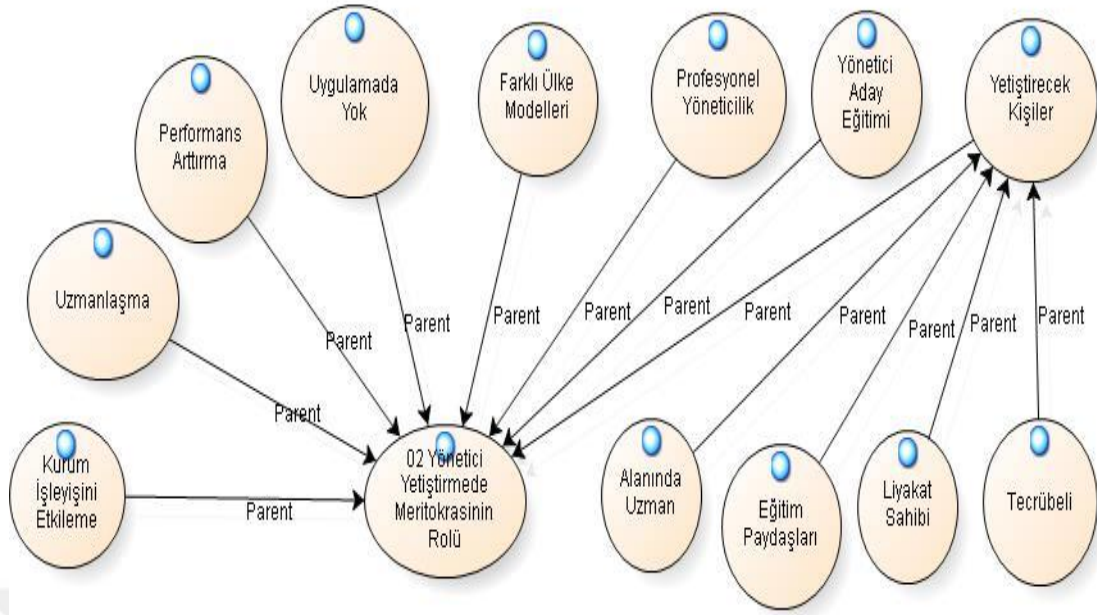 Uygulamada
Yok
Farklı Ülke
Modelleri
Profesyonel
Yöneticilik
Yönetici
Aday
Eğitimi
Yetiştirecek
Kişiler
Performans
Arttırma
Uzmanlaşma
Kurum
İşleyişini
Etkileme
02 Yönetici
Yetiştirmede
Meritokrasinin
Rolü
Alanında
Uzman
Eğitim
Paydaşları
Liyakat
Sahibi
Tecrübeli
Parent
Parent
Parent
Parent
Parent
Parent
Parent
Parent
Parent
Parent
Parent
Parent